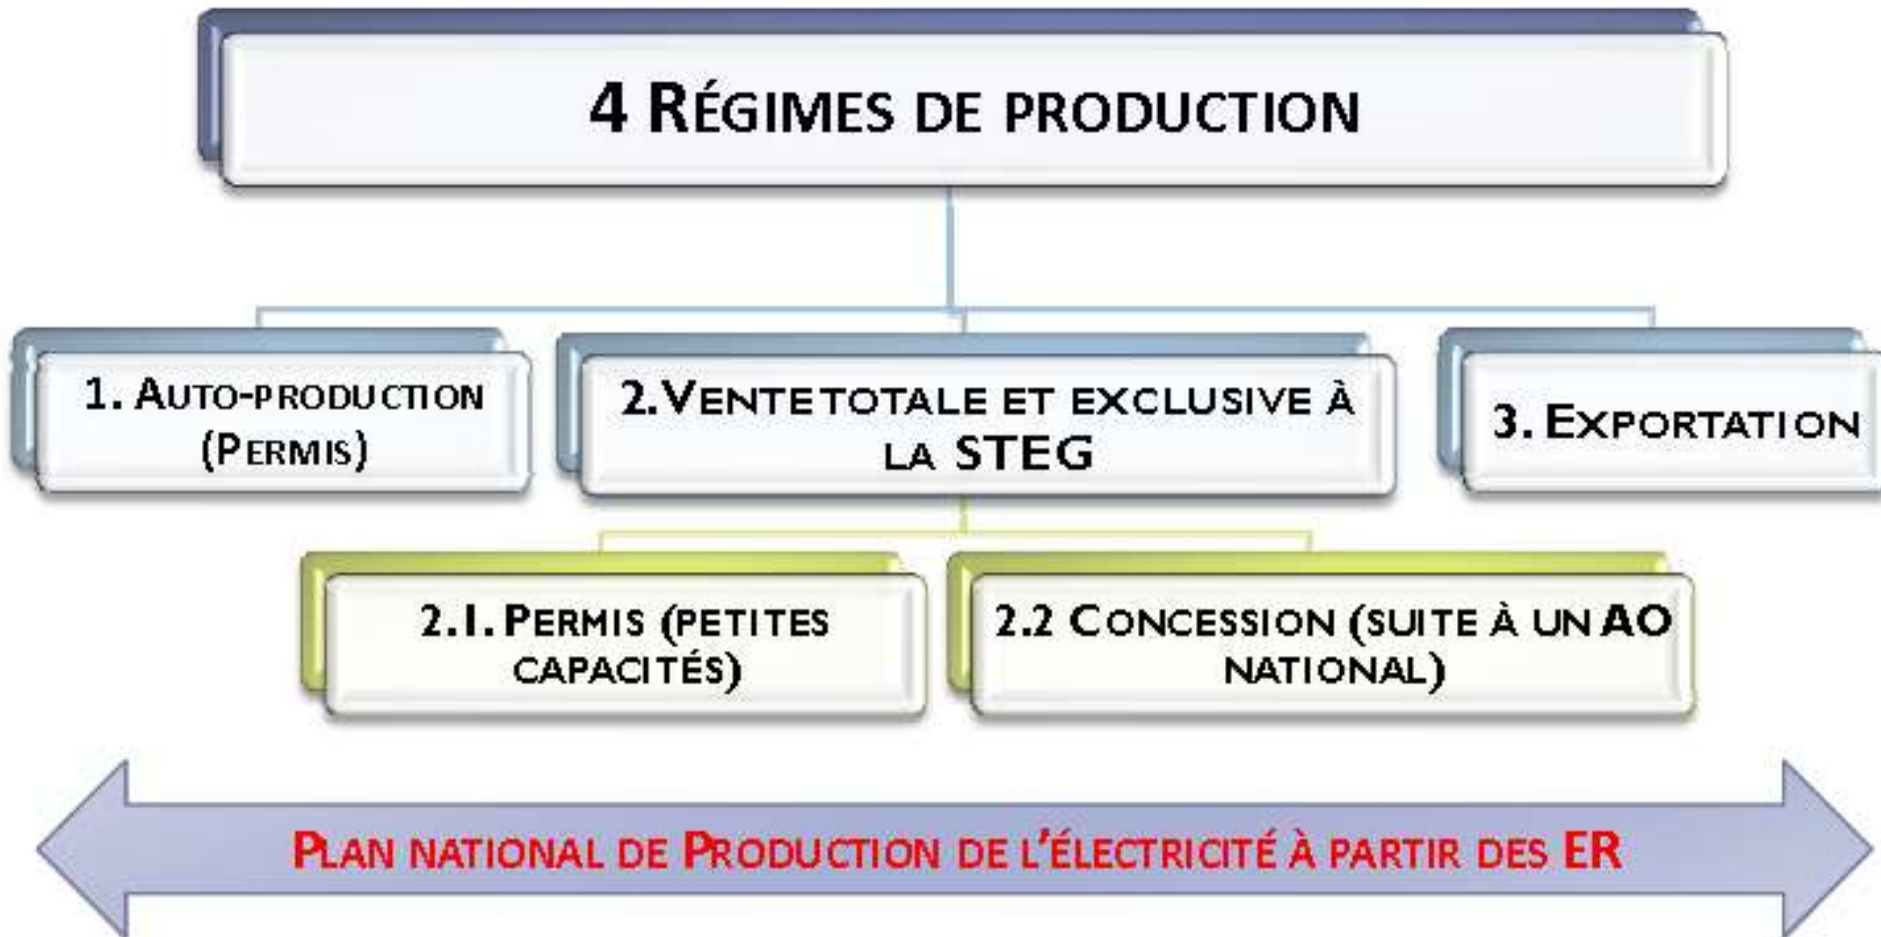 4 RÉGIMES DE PRODUCTION
1. AUTO-PRODUCTION
(PERMIS)
2. VENTE TOTALE ET EXCLUSIVE À
LA STEG
3. EXPORTATION
2.1. PERMIS (PETITES
CAPACITÉS)
2.2 CONCESSION (SUITE À UN AO
NATIONAL)
PLAN NATIONAL DE PRODUCTION DE L'ÉLECTRICITÉ À PARTIR DES ER